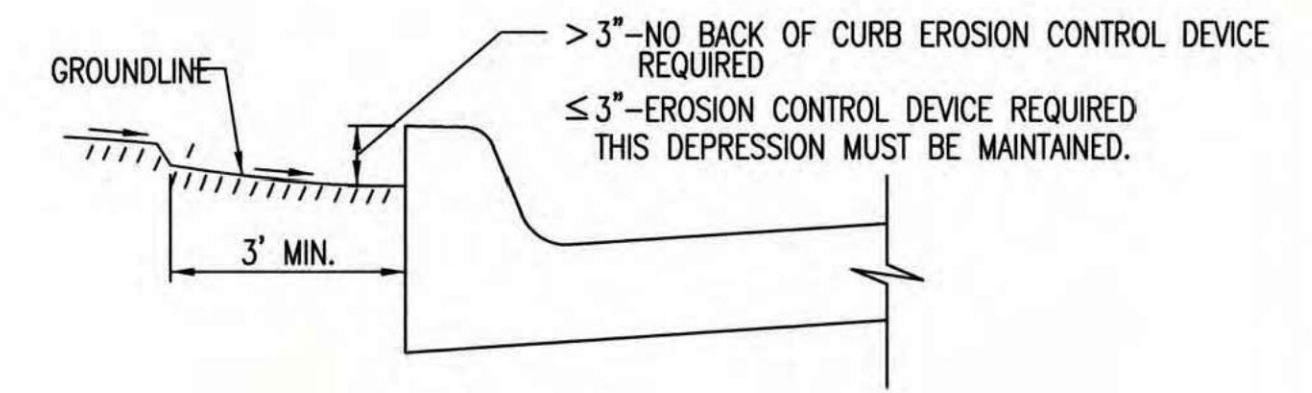 GROUNDLINE
>3"-NO BACK OF CURB EROSION CONTROL DEVICE
REQUIRED
≤3"-EROSION CONTROL DEVICE REQUIRED
THIS DEPRESSION MUST BE MAINTAINED.
3' MIN.